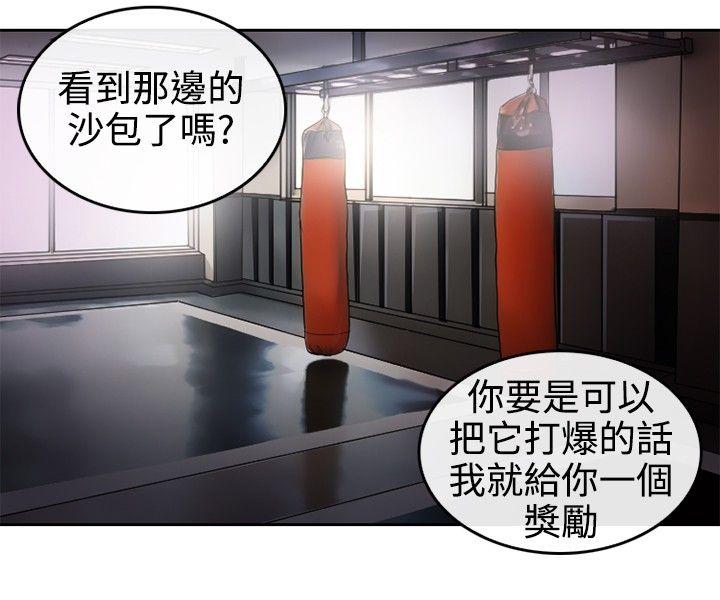 看到那邊的
沙包了嗎?
你要是可以
把它打爆的話
我就給你一個
獎勵